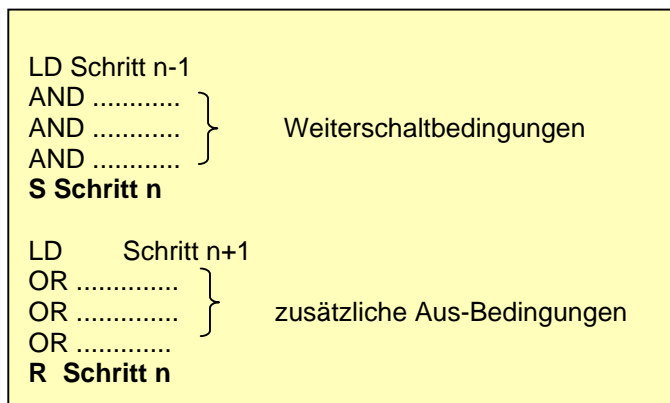 LD Schritt n-1
AND ............
AND ............ Weiterschaltbedingungen
AND ............
S Schritt n
LD Schritt n+1
OR ..............
OR .............. zusätzliche Aus-Bedingungen
OR .............
R Schritt n